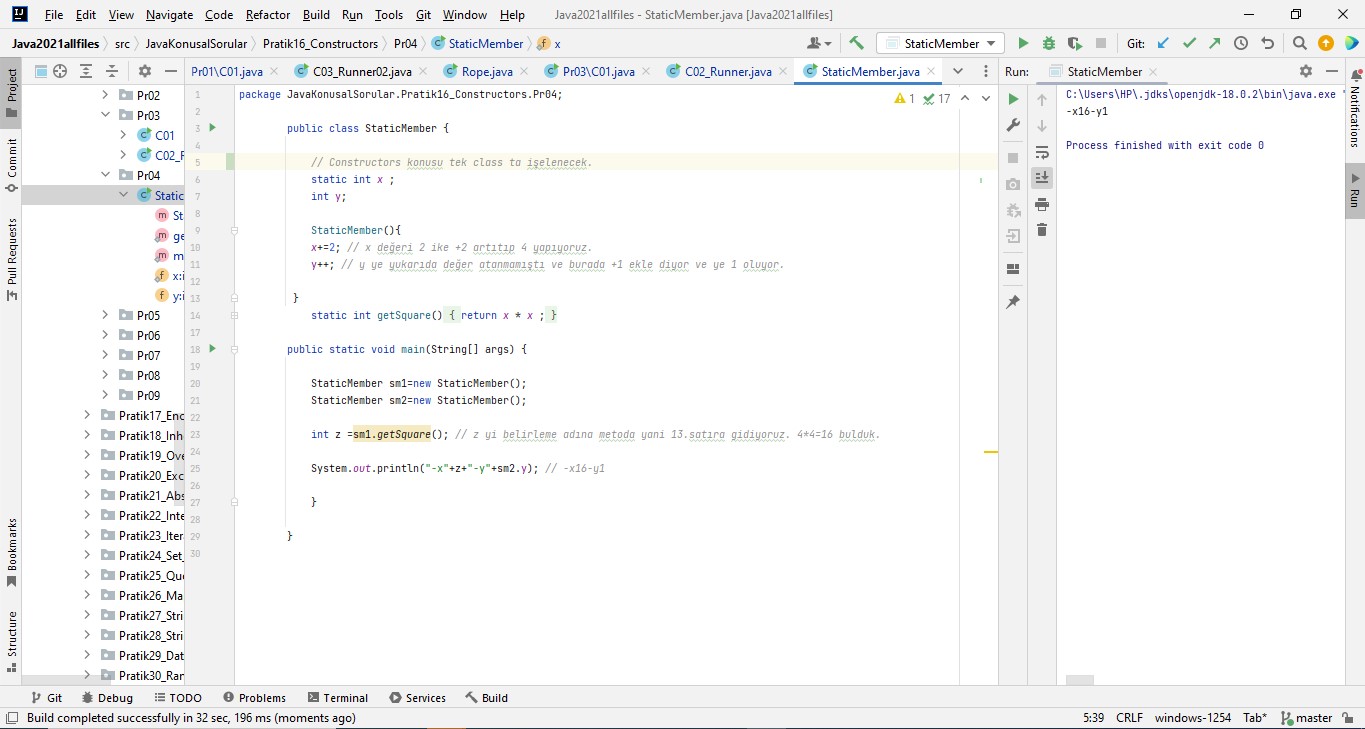 File Edit View Navigate Code Refactor Build Run Tools Git Window Help Java2021allfiles - StaticMember.java [Java2021allfiles]
Java2021allfiles src JavaKonusalSorular Pratik16_Constructors Pr04 StaticMember x StaticMember Git:
Pr01\C01.java C03_Runner02.java Rope.java Pr03\C01.java C02_Runner.java StaticMember.java Run: StaticMember
Project
Commit
Pull Requests
Bookmarks
Structure
Pr02
Pr03
C01
C02_F
Pr04
Static
St
ge
m
x:i
y:i
Pr05
Pr06
Pr07
Pr08
Pr09
Pratik17_Enc
Pratik18_Inh
Pratik19_Ove
Pratik20_Exc
Pratik21_Abs
Pratik22_Inte
Pratik23_Iter
Pratik24_Set_
Pratik25_Que
Pratik26_Ma
Pratik27_Stri
Pratik28_Stri
Pratik29_Dat
Pratik30_Ran
1 package JavaKonusalSorular.Pratik16_Constructors.Pr04;
1 17
2
3 public class StaticMember {
4
5 // Constructors konusu tek class ta işelenecek.
6 static int x ;
7 int y;
8
9 StaticMember(){
10 x+=2; // x değeri 2 ike +2 artıtıp 4 yapıyoruz.
11 y++; // y ye yukarıda değer atanmamıştı ve burada +1 ekle diyor ve ye 1 oluyor.
12
13 }
14 static int getSquare() { return x * x ; }
17
18 public static void main(String[] args) {
19
20 StaticMember sm1=new StaticMember();
21 StaticMember sm2=new StaticMember();
22
23 int z =sm1.getSquare(); // z yi belirleme adına metoda yani 13.satıra gidiyoruz. 4*4=16 bulduk.
24
25 System.out.println("-x"+z+"-y"+sm2.y); // -x16-y1
26
27 }
28
29 }
30
C:\Users\HP\.jdks\openjdk-18.0.2\bin\java.exe "
-x16-y1
Process finished with exit code 0
Notifications
Run
Git Debug TODO Problems Terminal Services Build
Build completed successfully in 32 sec, 196 ms (moments ago) 5:39 CRLF windows-1254 Tab* master